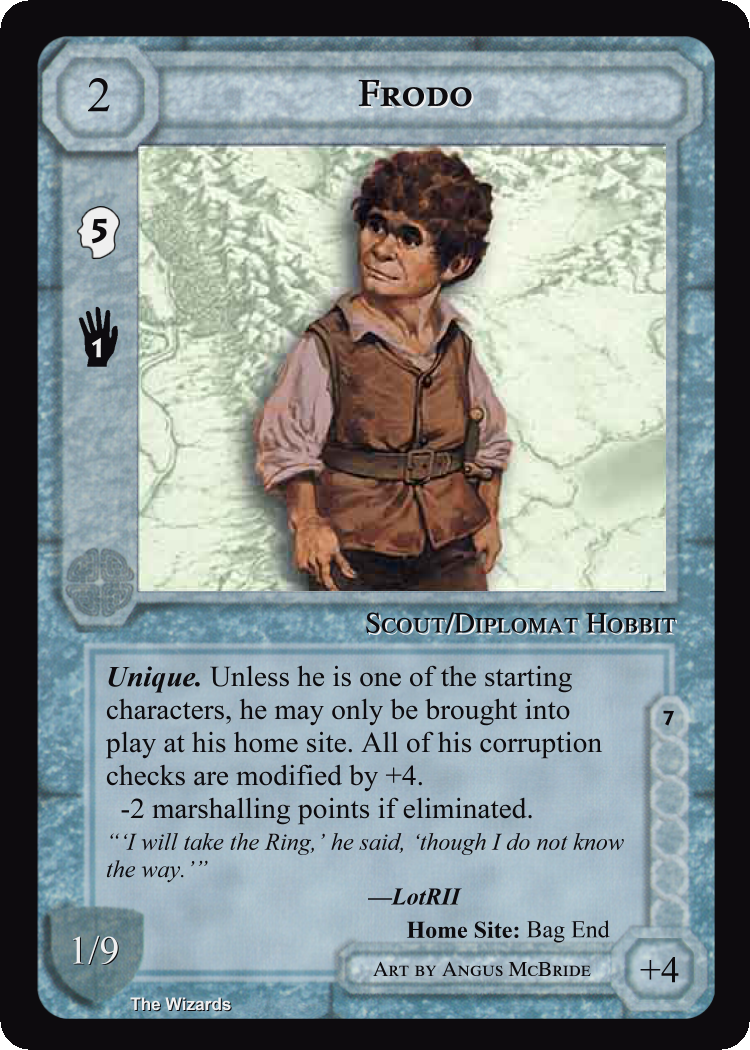 2
Frodo
5
1
Scout/Diplomat Hobbit
Unique. Unless he is one of the starting
characters, he may only be brought into
play at his home site. All of his corruption
checks are modified by +4.
-2 marshalling points if eliminated.
“‘I will take the Ring,’ he said, ‘though I do not know
the way.’”
—LotRII
Home Site: Bag End
7
1/9
Art by Angus McBride
+4
The Wizards